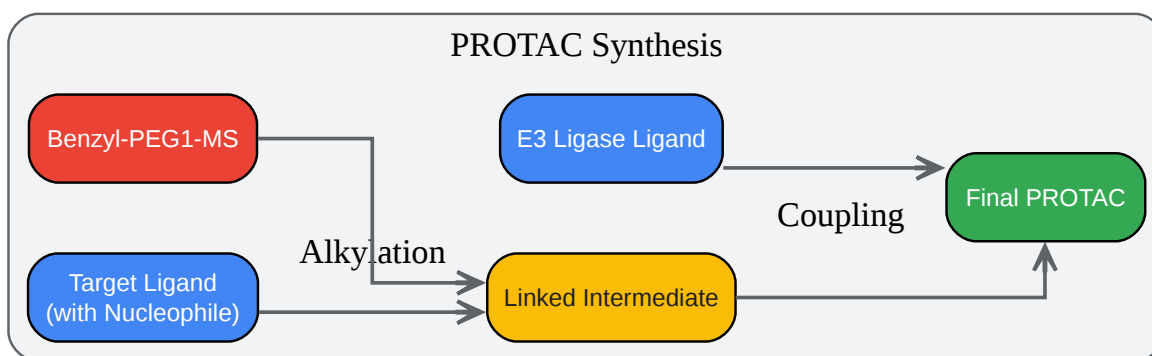 PROTAC Synthesis
Benzyl-PEG1-MS
E3 Ligase Ligand
Final PROTAC
Coupling
Alkylation
Target Ligand
(with Nucleophile)
Linked Intermediate